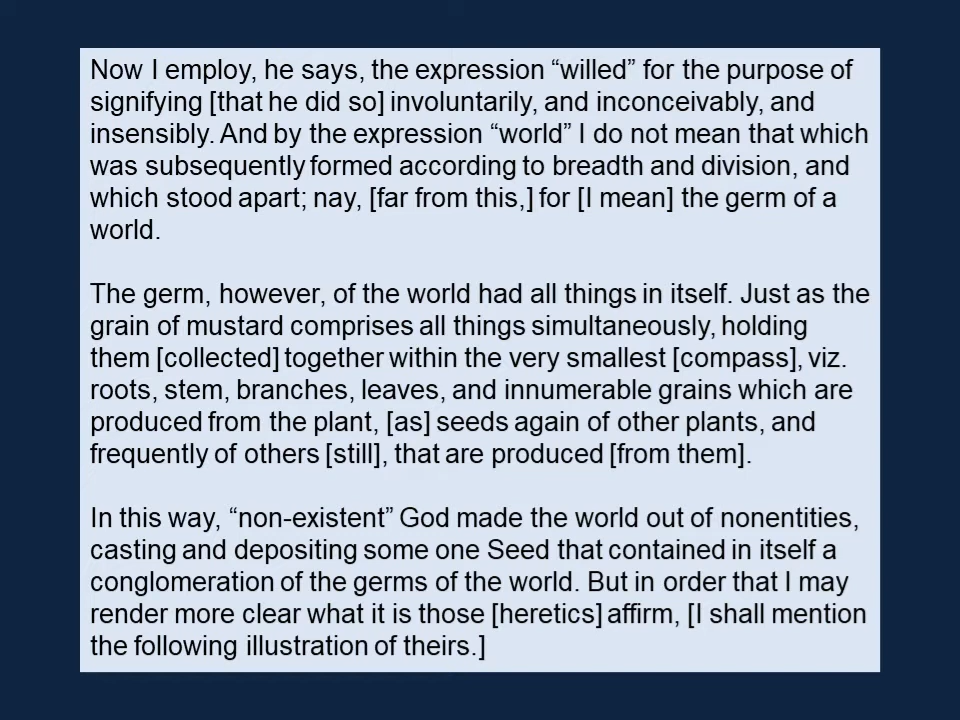 Now I employ, he says, the expression “willed” for the purpose of
signifying [that he did so] involuntarily, and inconceivably, and
insensibly. And by the expression “world” I do not mean that which
was subsequently formed according to breadth and division, and
which stood apart; nay, [far from this,] for [I mean] the germ of a
world.
The germ, however, of the world had all things in itself. Just as the
grain of mustard comprises all things simultaneously, holding
them [collected] together within the very smallest [compass], viz.
roots, stem, branches, leaves, and innumerable grains which are
produced from the plant, [as] seeds again of other plants, and
frequently of others [still], that are produced [from them].
In this way, “non-existent” God made the world out of nonentities,
casting and depositing some one Seed that contained in itself a
conglomeration of the germs of the world. But in order that I may
render more clear what it is those [heretics] affirm, [I shall mention
the following illustration of theirs.]